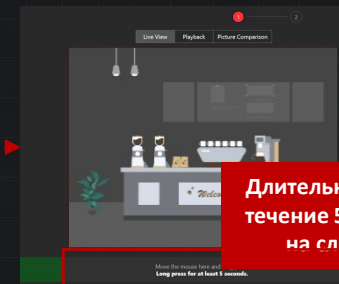 1 2
Live View Playback Picture Comparison
Welco
Длительн
течение 5
на сл
Move the mouse here and
Long press for at least 5 seconds.